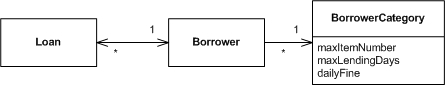 BorrowerCategory
1
1
Loan
Borrower
*
*
maxItemNumber
maxLendingDays
dailyFine